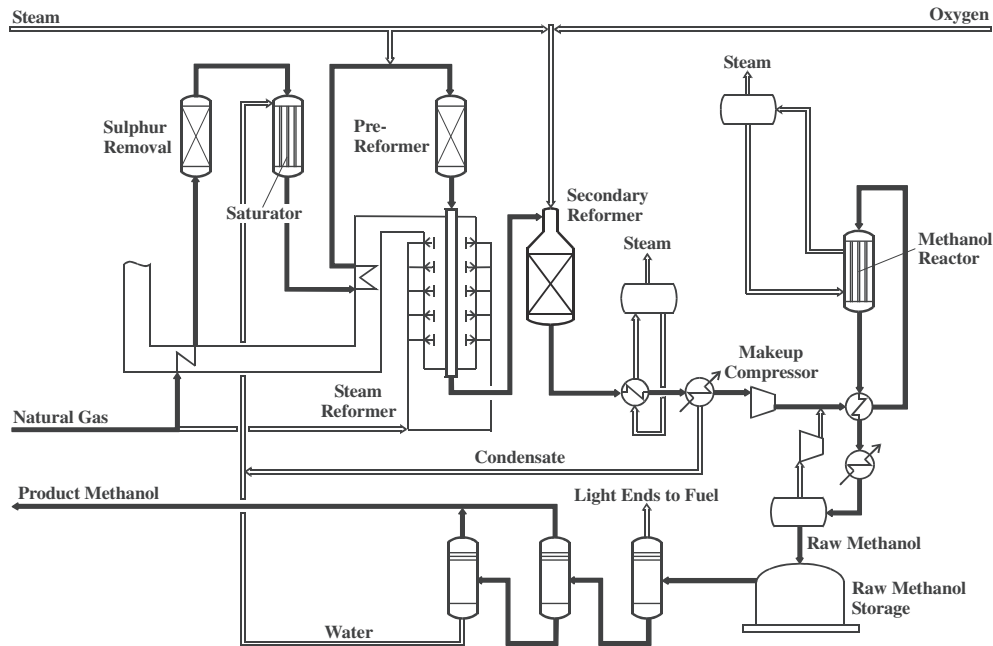 Steam
Oxygen
Steam
Sulphur
Removal
Pre-
Reformer
Secondary
Reformer
Saturator
Steam
Methanol
Reactor
Makeup
Compressor
Steam
Reformer
Natural Gas
Condensate
Product Methanol
Light Ends to Fuel
Raw Methanol
Raw Methanol
Storage
Water